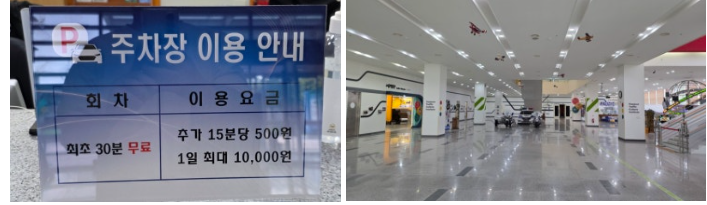 P 주차장 이용 안내
회 차 이 용 요 금
최초 30분 무료
추가 15분당 500원
1일 최대 10,000원